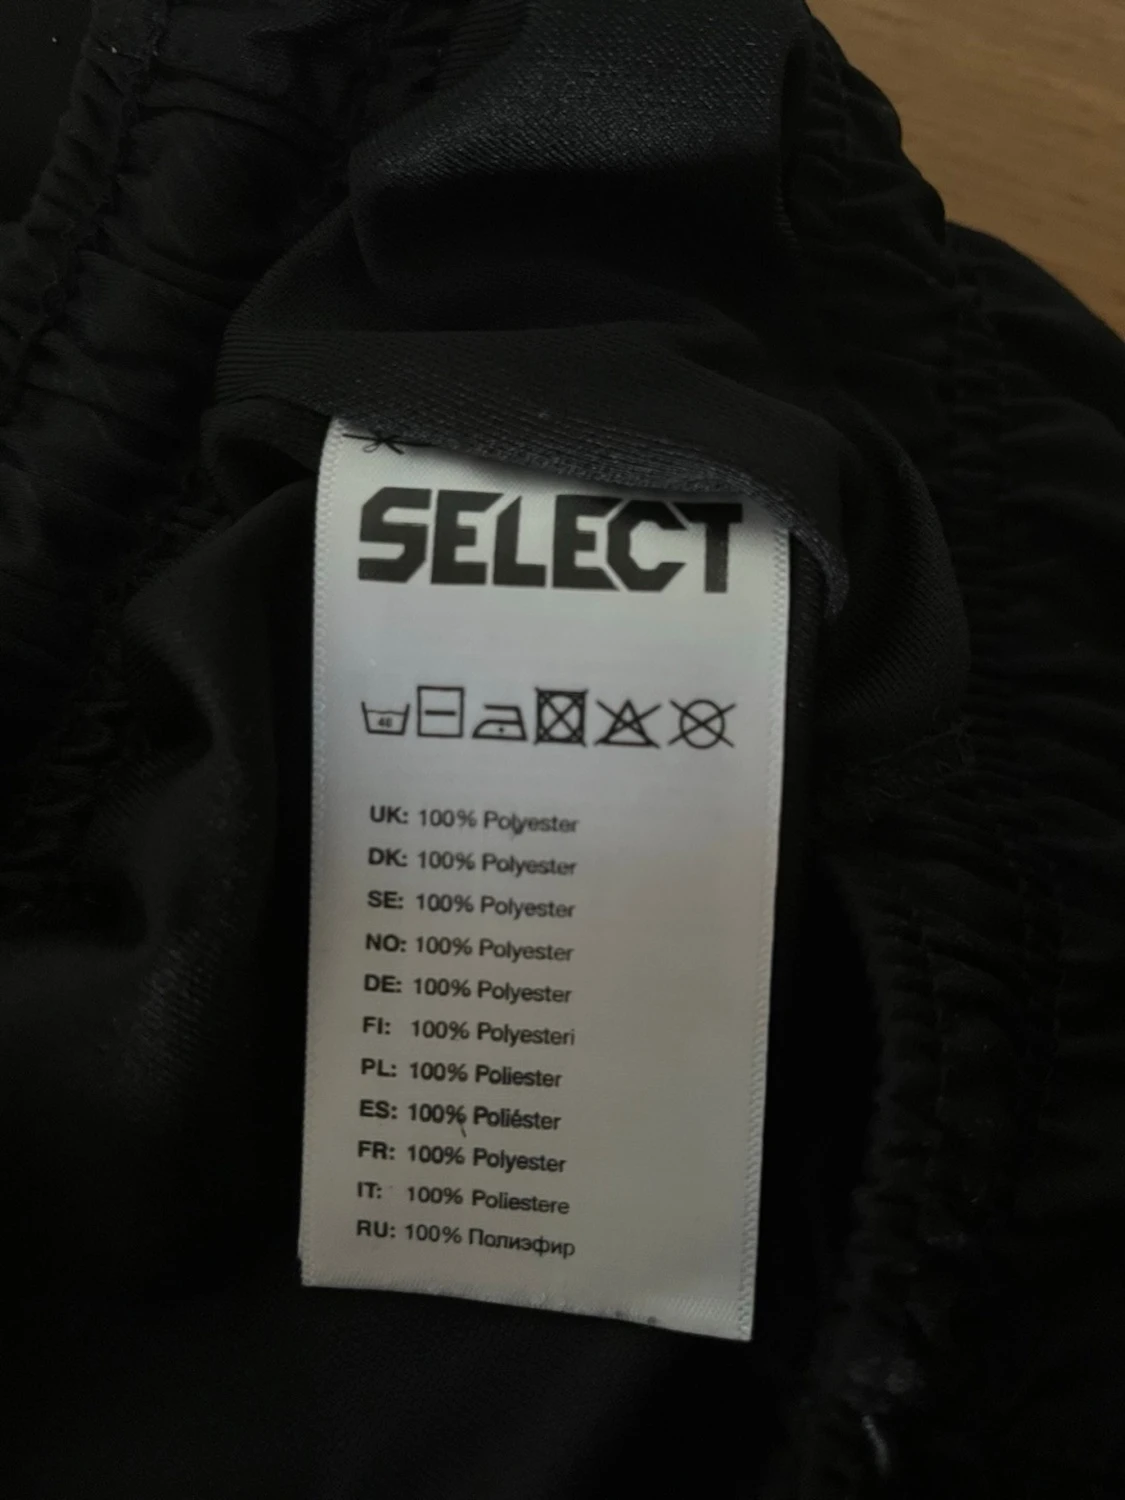 SELECT
40
UK: 100% Polyester
DK: 100% Polyester
SE: 100% Polyester
NO: 100% Polyester
DE: 100% Polyester
FI: 100% Polyesteri
PL: 100% Poliester
ES: 100% Poliéster
FR: 100% Polyester
IT: 100% Poliestere
RU: 100% Полиэфир